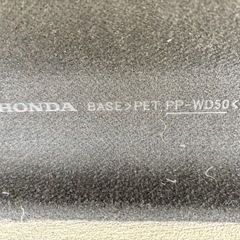 HONDA BASE>PET PP-WD50<